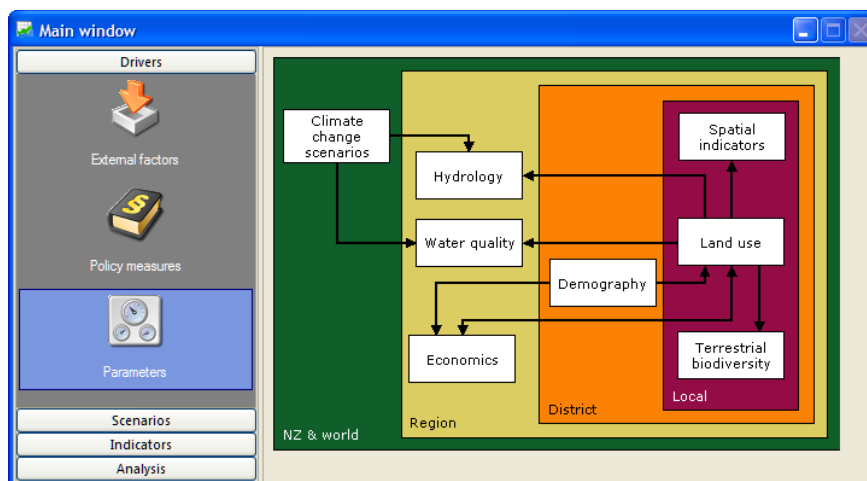 Main window
Drivers
External factors
Policy measures
Parameters
Scenarios
Indicators
Analysis
Climate
change
scenarios
Hydrology
Water quality
Economics
Demography
Spatial
indicators
Land use
Terrestrial
biodiversity
Local
District
Region
NZ & world